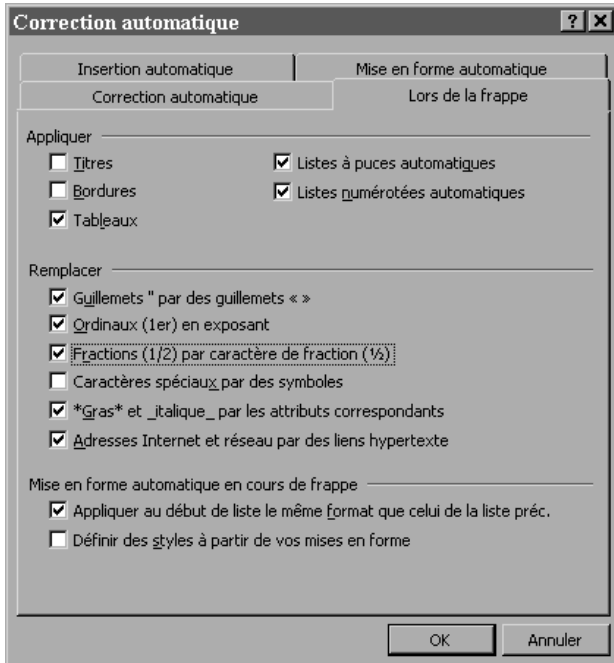 Correction automatique
Insertion automatique Mise en forme automatique
Correction automatique Lors de la frappe
Appliquer
Titres Listes à puces automatiques
Bordures Listes numérotées automatiques
Tableaux
Remplacer
Guillemets " par des guillemets « »
Ordinaux (1er) en exposant
Fractions (1/2) par caractère de fraction (½)
Caractères spéciaux par des symboles
*Gras* et _italique_ par les attributs correspondants
Adresses Internet et réseau par des liens hypertexte
Mise en forme automatique en cours de frappe
Appliquer au début de liste le même format que celui de la liste préc.
Définir des styles à partir de vos mises en forme
OK Annuler